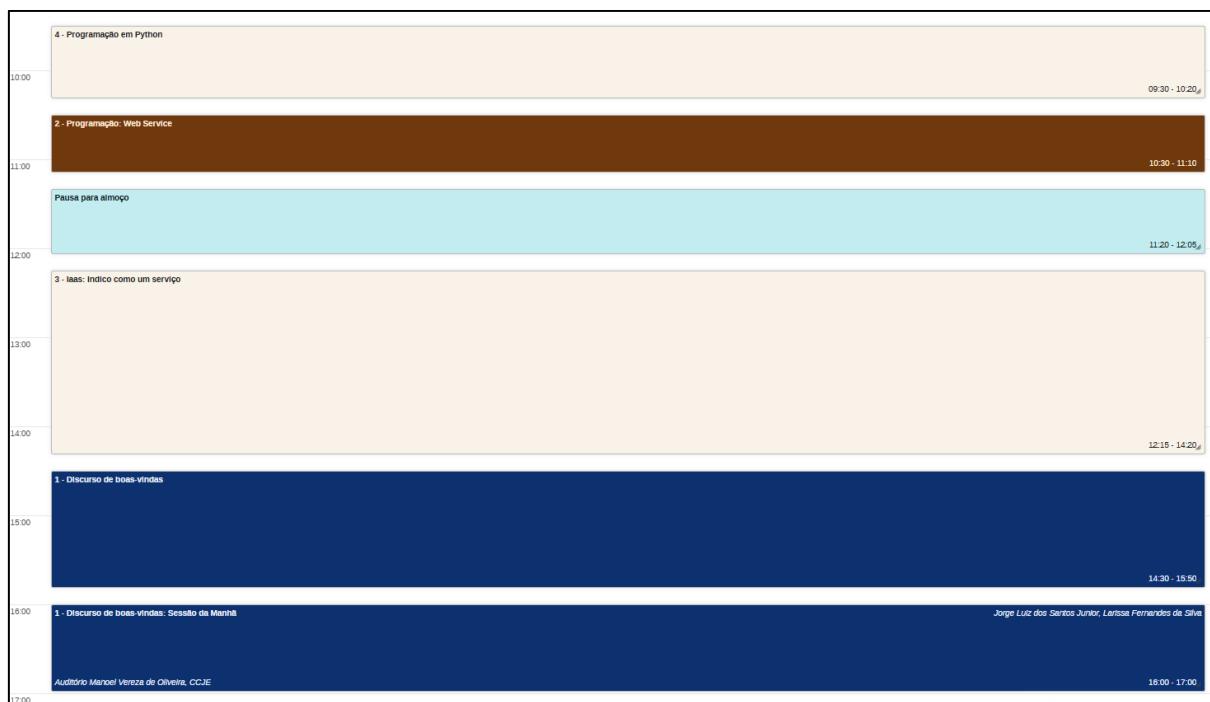 4 - Programação em Python
10:00
09:30 - 10:20
2 - Programação: Web Service
11:00
10:30 - 11:10
Pausa para almoço
11:20 - 12:05
12:00
3 - Iaas: Indico como um serviço
13:00
14:00
12:15 - 14:20
1 - Discurso de boas-vindas
15:00
14:30 - 15:50
16:00
1 - Discurso de boas-vindas: Sessão da Manhã
Jorge Luiz dos Santos Junior, Larissa Fernandes da Silva
Auditório Manoel Vereza de Oliveira, CCJE
16:00 - 17:00
17:00